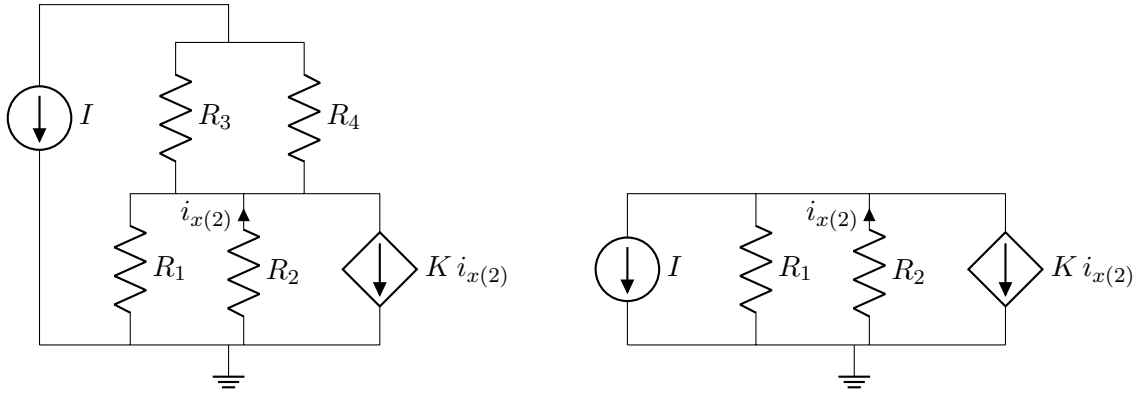 I
R₃
R₄
iₓ₍₂₎
R₁
R₂
K iₓ₍₂₎
I
R₁
iₓ₍₂₎
R₂
K iₓ₍₂₎